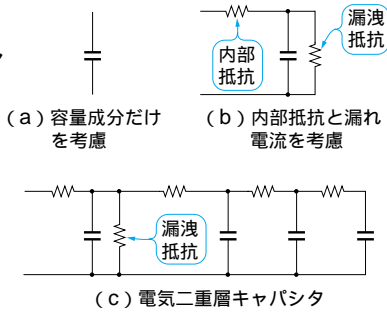 内部
抵抗
漏洩
抵抗
(a)容量成分だけ
を考慮
(b)内部抵抗と漏れ
電流を考慮
漏洩
抵抗
(c)電気二重層キャパシタ